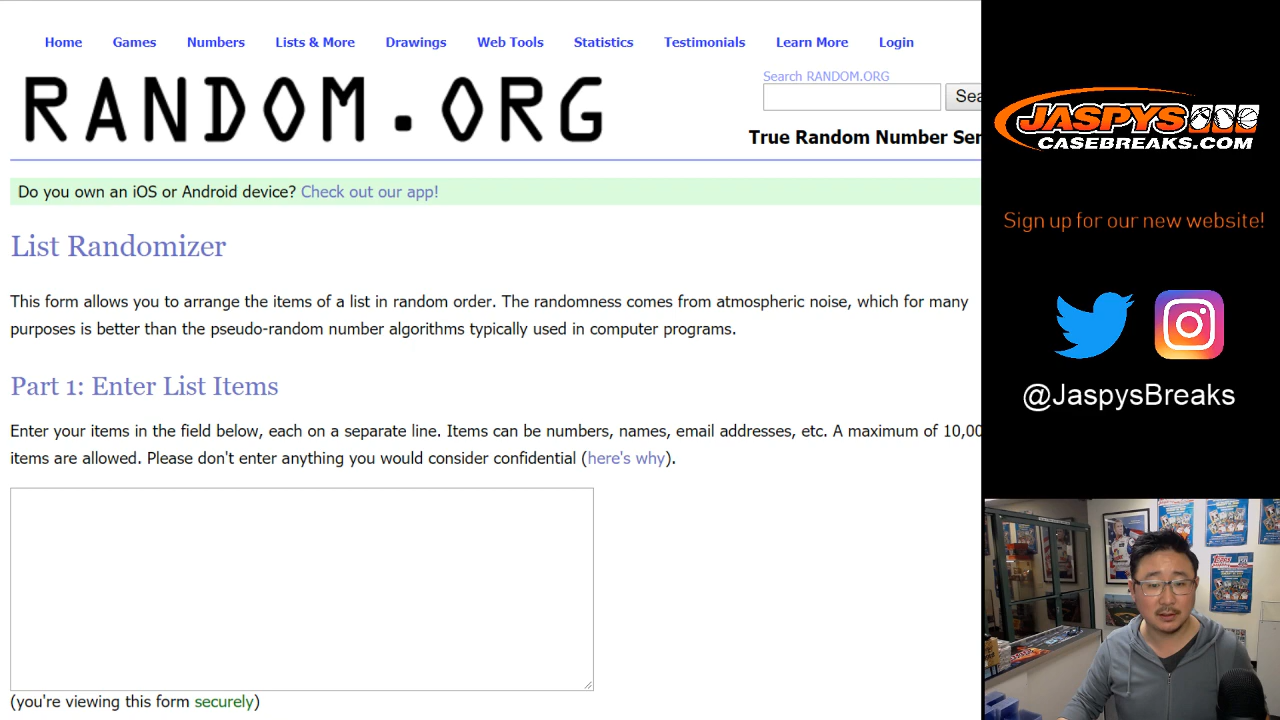 Home Games Numbers Lists & More Drawings Web Tools Statistics Testimonials Learn More Login
RANDOM.ORG
Search RANDOM.ORG
Sea
True Random Number Ser
Do you own an iOS or Android device? Check out our app!
List Randomizer
This form allows you to arrange the items of a list in random order. The randomness comes from atmospheric noise, which for many
purposes is better than the pseudo-random number algorithms typically used in computer programs.
Part 1: Enter List Items
Enter your items in the field below, each on a separate line. Items can be numbers, names, email addresses, etc. A maximum of 10,00
items are allowed. Please don't enter anything you would consider confidential (here's why).
(you're viewing this form securely)
JASPYS
CASEBREAKS.COM
Sign up for our new website!
@JaspysBreaks